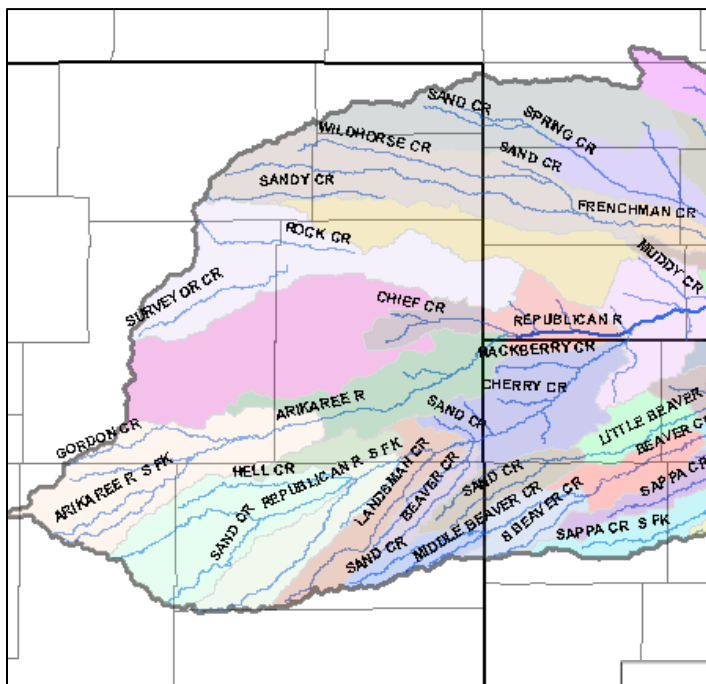 SAND CR
SPRING CR
WILDHORSE CR
SAND CR
SANDY CR
FRENCHMAN CR
ROCK CR
MUDDY CR
SURVEYOR CR
CHIEF CR
REPUBLICAN R
HACKBERRY CR
CHERRY CR
ARIKAREE R
SAND CR
LITTLE BEAVER
GORDON CR
BEAVER CR
HELL CR
REPUBLICAN R S FK
LANDSMAN CR
BEAVER CR
SAND CR
SAPPA CR
ARIKAREE R S FK
SAND CR
SAND CR
MIDDLE BEAVER CR
S BEAVER CR
SAPPA CR S FK